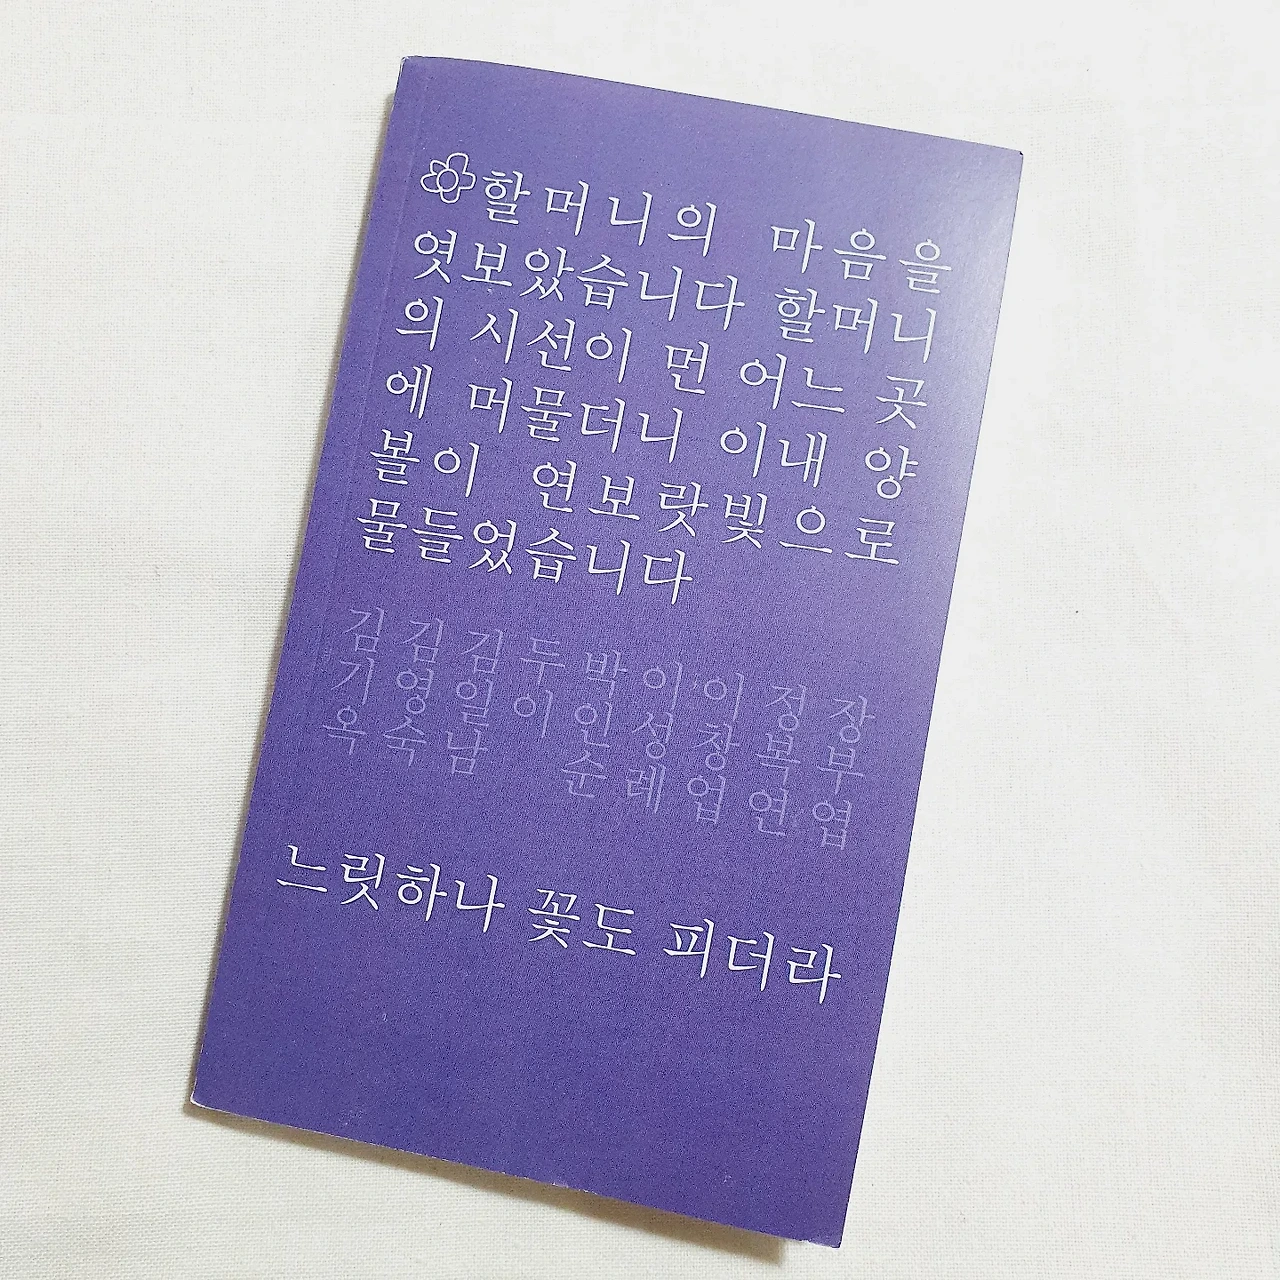 할머니의 마음을
엿보았습니다 할머니
의 시선이 먼 어느 곳
에 머물더니 이내 양
볼이 연보랏빛으로
물들었습니다
김 김 김 두 박 이 이 정 장
기 영 일 이 인 성 창 복 부
옥 숙 남 순 례 업 연 엽
느릿하나 꽃도 피더라